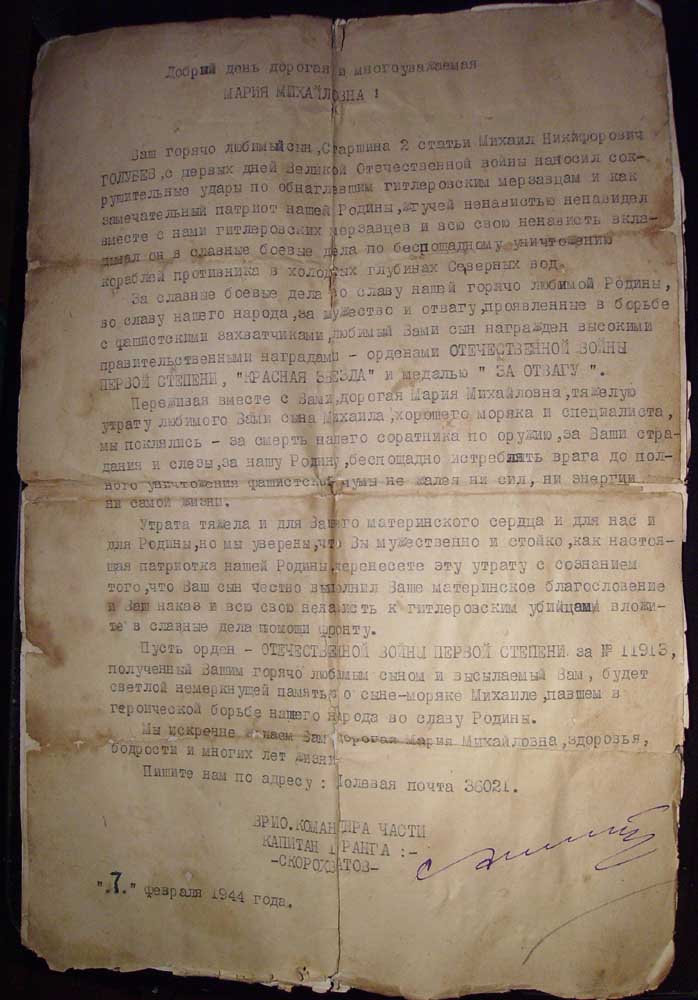 Добрый день дорогая и многоуважаемая
МАРИЯ МИХАЙЛОВНА !
Ваш горячо любимый сын, Старшина 2 статьи Михаил Никифорович
ГОЛУБЕВ, с первых дней Великой Отечественной войны наносил сок-
рушительные удары по обнаглевшим гитлеровским мерзавцам и как
замечательный патриот нашей Родины, жгучей ненавистью ненавидел
вместе с нами гитлеровских мерзавцев и всю свою ненависть вкла-
дывал он в славные боевые дела по беспощадному уничтожению
кораблей противника в холодных глубинах Северных вод.
За славные боевые дела во славу нашей горячо любимой Родины,
во славу нашего народа, за мужество и отвагу, проявленные в борьбе
с фашистскими захватчиками, любимый Вами сын награжден высокими
правительственными наградами - орденами ОТЕЧЕСТВЕННОЙ ВОЙНЫ
ПЕРВОЙ СТЕПЕНИ, "КРАСНАЯ ЗВЕЗДА" и медалью " ЗА ОТВАГУ ".
Переживая вместе с Вами, дорогая Мария Михайловна, тяжелую
утрату любимого Вами сына Михаила, хорошего моряка и специалиста,
мы поклялись - за смерть нашего соратника по оружию, за Ваши стра-
дания и слезы, за нашу Родину, беспощадно истреблять врага до пол-
ного уничтожения фашистской чумы не жалея ни сил, ни энергии
ни самой жизни.
Утрата тяжела и для Вашего материнского сердца и для нас и
для Родины, но мы уверены, что Вы мужественно и стойко, как настоя-
щая патриотка нашей Родины, перенесете эту утрату с сознанием
того, что Ваш сын честно выполнил Ваше материнское благословение
и Ваш наказ и всю свою ненависть к гитлеровским убийцам вложи-
те в славные дела помощи фронту.
Пусть орден - ОТЕЧЕСТВЕННОЙ ВОЙНЫ ПЕРВОЙ СТЕПЕНИ за № 11913,
полученный Вашим горячо любимым сыном и высылаемый Вам, будет
светлой немеркнущей памятью о сыне-моряке Михаиле, павшем в
героической борьбе нашего народа во славу Родины.
Мы искренне желаем Вам дорогая Мария Михайловна, здоровья,
бодрости и многих лет жизни.
Пишите нам по адресу : Полевая почта 36021.
ВРИО. КОМАНДИРА ЧАСТИ
КАПИТАН РАНГА :-
-СКОРОХВАТОВ-
"7." февраля 1944 года.